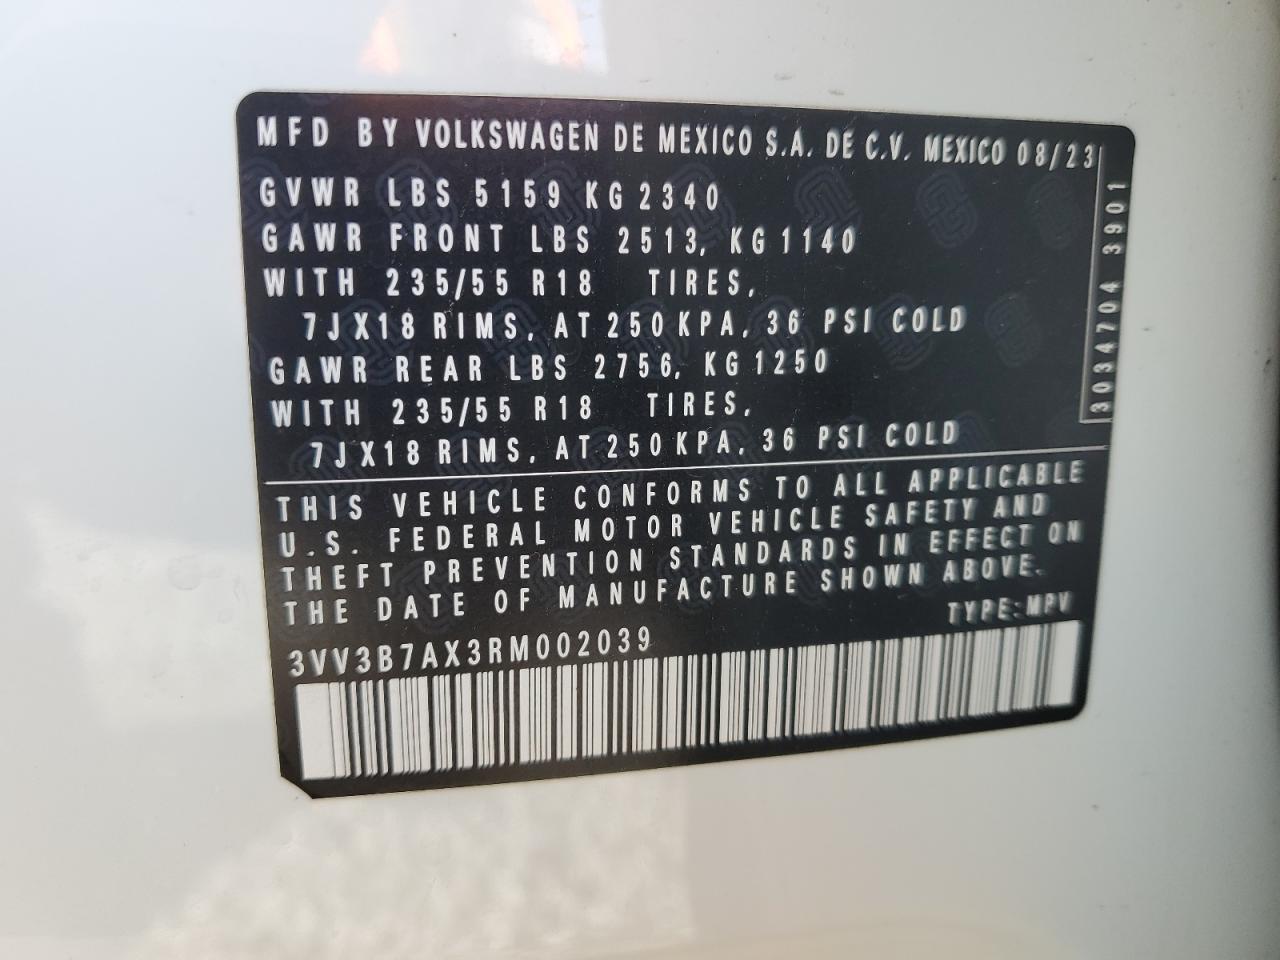 MFD BY VOLKSWAGEN DE MEXICO S.A. DE C.V. MEXICO 08/23
GVWR LBS 5159 KG 2340
GAWR FRONT LBS 2513, KG 1140
WITH 235/55 R18 TIRES,
7JX18 RIMS, AT 250 KPA, 36 PSI COLD
GAWR REAR LBS 2756, KG 1250
WITH 235/55 R18 TIRES,
7JX18 RIMS, AT 250 KPA, 36 PSI COLD
3034704 3901
THIS VEHICLE CONFORMS TO ALL APPLICABLE
U.S. FEDERAL MOTOR VEHICLE SAFETY AND
THEFT PREVENTION STANDARDS IN EFFECT ON
THE DATE OF MANUFACTURE SHOWN ABOVE.
TYPE:MPV
3VV3B7AX3RM002039